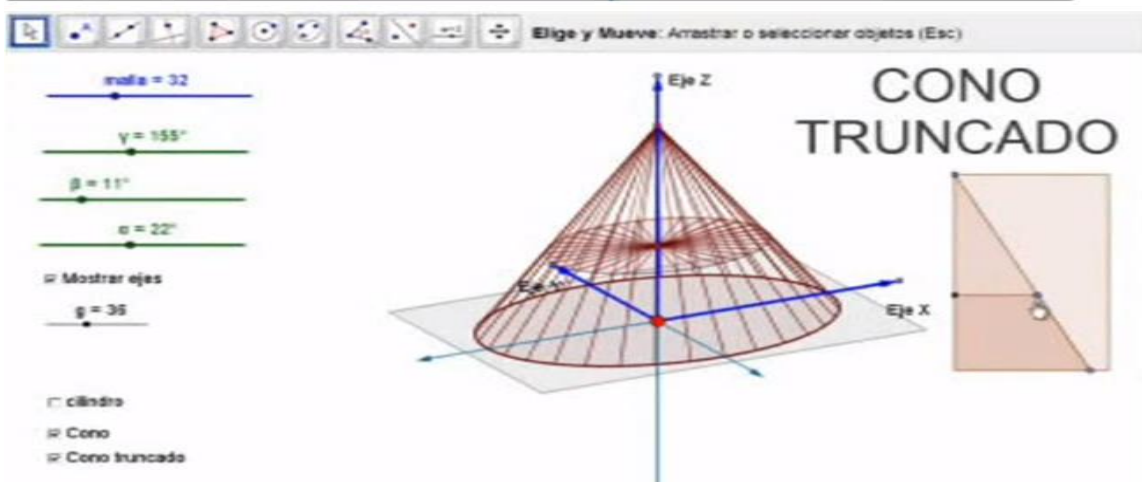 Elige y Mueve: Arrastrar o seleccionar objetos (Esc)
CONO
TRUNCADO
malla = 32
γ = 155°
β = 11°
α = 22°
Mostrar ejes
g = 36
cilindro
Cono
Cono truncado
Eje Z
Eje X